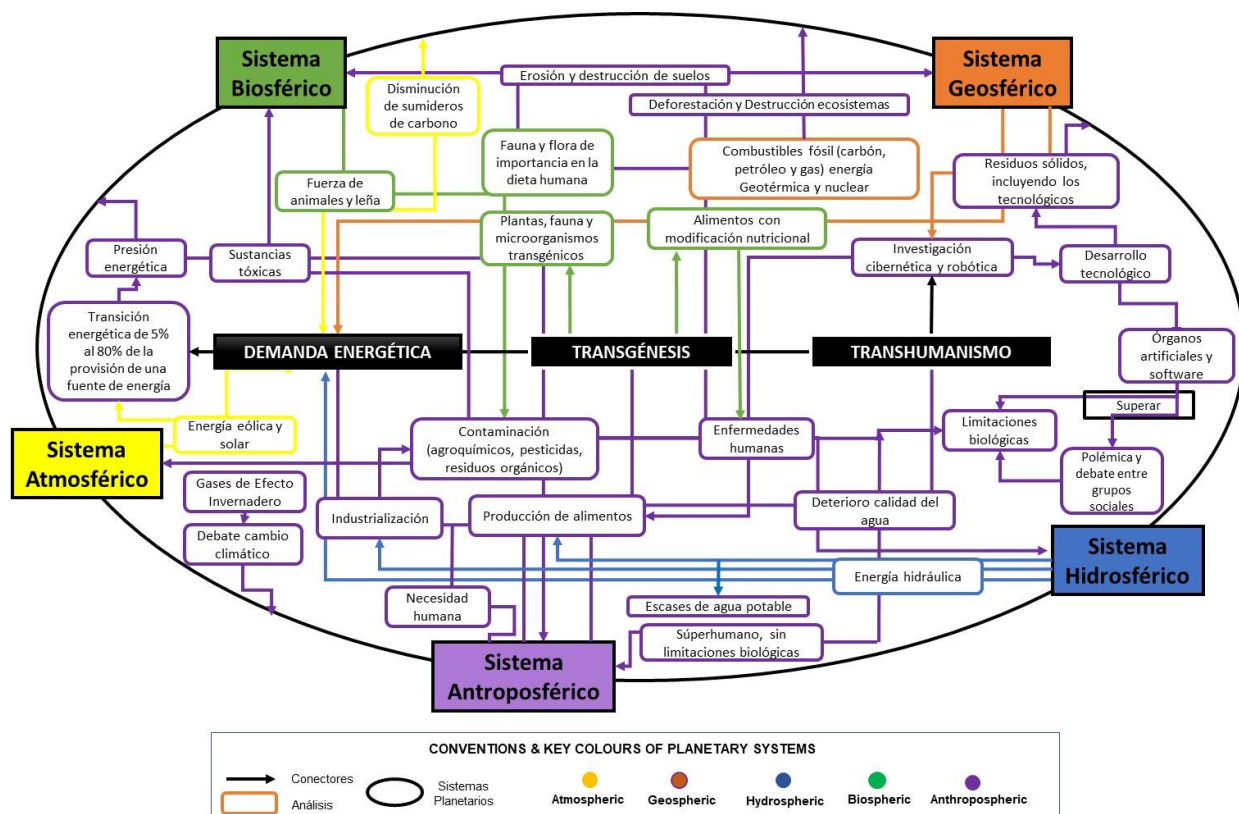 Sistema
Biosférico
Sistema
Geosférico
Erosión y destrucción de suelos
Disminución
de sumideros
de carbono
Deforestación y Destrucción ecosistemas
Fauna y flora de
importancia en la
dieta humana
Combustibles fósil (carbón,
petróleo y gas) energía
Geotérmica y nuclear
Residuos sólidos,
incluyendo los
tecnológicos
Fuerza de
animales y leña
Plantas, fauna y
microorganismos
transgénicos
Alimentos con
modificación nutricional
Presión
energética
Sustancias
tóxicas
Investigación
cibernética y robótica
Desarrollo
tecnológico
Transición
energética de 5%
al 80% de la
provisión de una
fuente de energía
DEMANDA ENERGÉTICA
TRANSGÉNESIS
TRANSHUMANISMO
Órganos
artificiales y
software
Superar
Energía eólica y
solar
Contaminación
(agroquímicos, pesticidas,
residuos orgánicos)
Enfermedades
humanas
Limitaciones
biológicas
Sistema
Atmosférico
Polémica y
debate entre
grupos
sociales
Gases de Efecto
Invernadero
Industrialización
Producción de alimentos
Deterioro calidad del
agua
Debate cambio
climático
Sistema
Hidrosférico
Energía hidráulica
Necesidad
humana
Escases de agua potable
Súperhumano, sin
limitaciones biológicas
Sistema
Antroposférico
CONVENTIONS & KEY COLOURS OF PLANETARY SYSTEMS
Conectores
Análisis
Sistemas
Planetarios
Atmospheric
Geospheric
Hydrospheric
Biospheric
Anthropospheric